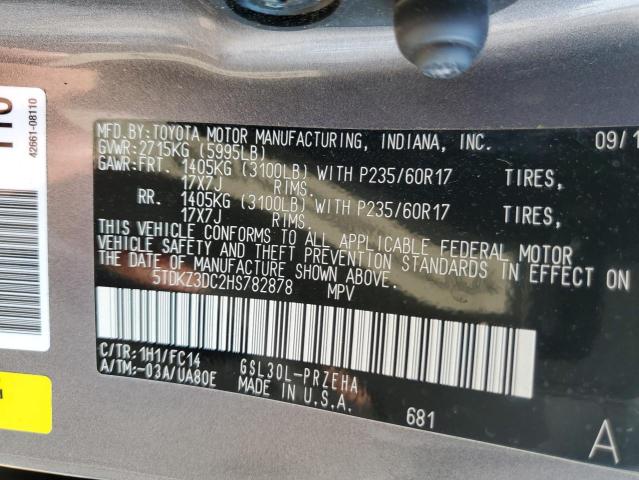 MFD.BY:TOYOTA MOTOR MANUFACTURING, INDIANA, INC. 09/1
GVWR:2715KG (5995LB)
GAWR:FRT. 1405KG (3100LB) WITH P235/60R17 TIRES,
17X7J RIMS.
RR. 1405KG (3100LB) WITH P235/60R17 TIRES,
17X7J RIMS.
THIS VEHICLE CONFORMS TO ALL APPLICABLE FEDERAL MOTOR
VEHICLE SAFETY AND THEFT PREVENTION STANDARDS IN EFFECT ON
THE DATE OF MANUFACTURE SHOWN ABOVE.
5TDKZ3DC2HS782878 MPV
C/TR:1H1/FC14 GSL30L-PRZEHA
A/TM:-03A/UA80E MADE IN U.S.A.
681
A
42661-08110